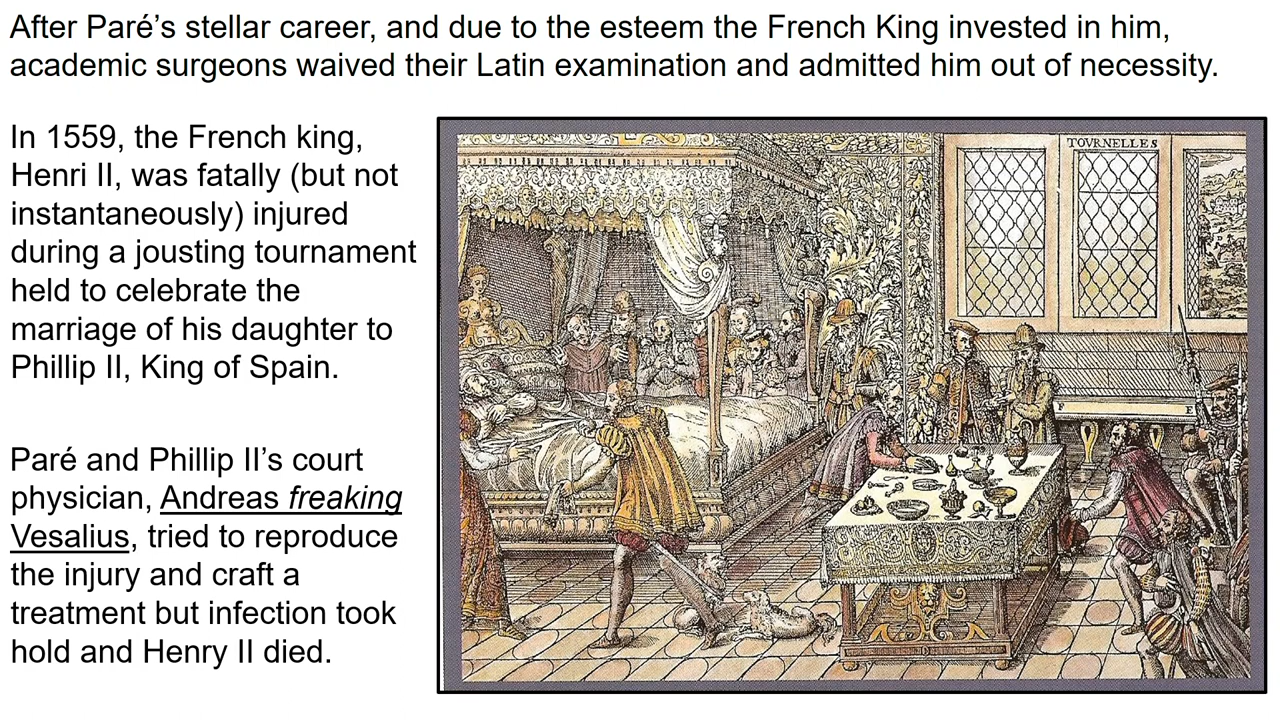 After Paré’s stellar career, and due to the esteem the French King invested in him,
academic surgeons waived their Latin examination and admitted him out of necessity.
In 1559, the French king,
Henri II, was fatally (but not
instantaneously) injured
during a jousting tournament
held to celebrate the
marriage of his daughter to
Phillip II, King of Spain.
Paré and Phillip II’s court
physician, Andreas freaking
Vesalius, tried to reproduce
the injury and craft a
treatment but infection took
hold and Henry II died.
TOVRNELLES
F E